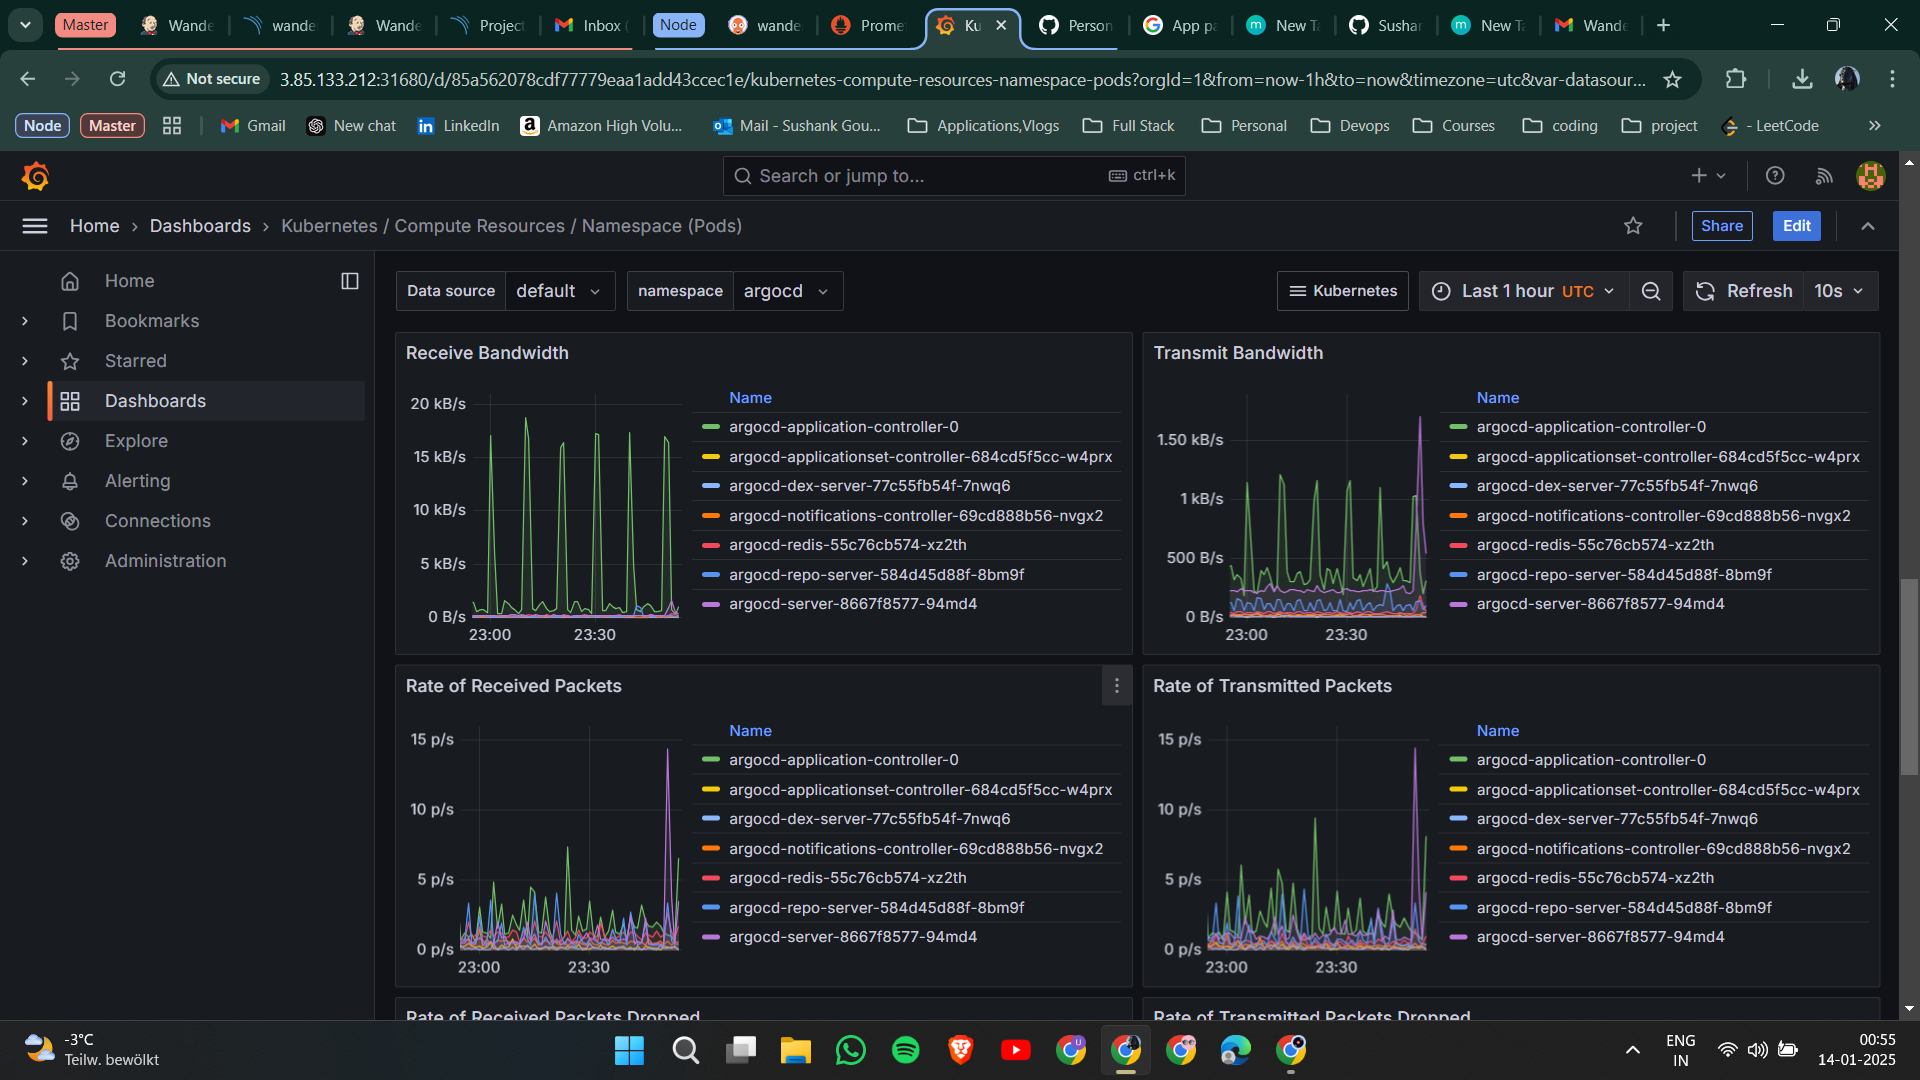 Master
Wande
wande
Wande
Project
Inbox (
Node
wande
Prome
Ku
Person
App pa
New Ta
Sushan
New Ta
Wande
Not secure
3.85.133.212:31680/d/85a562078cdf77779eaa1add43ccec1e/kubernetes-compute-resources-namespace-pods?orgId=1&from=now-1h&to=now&timezone=utc&var-datasour...
Node
Master
Gmail
New chat
LinkedIn
Amazon High Volu...
Mail - Sushank Gou...
Applications,Vlogs
Full Stack
Personal
Devops
Courses
coding
project
- LeetCode
Search or jump to...
ctrl+k
Home › Dashboards › Kubernetes / Compute Resources / Namespace (Pods)
Share
Edit
Home
Bookmarks
Starred
Dashboards
Explore
Alerting
Connections
Administration
Data source
default
namespace
argocd
Kubernetes
Last 1 hour UTC
Refresh
10s
Receive Bandwidth
20 kB/s
15 kB/s
10 kB/s
5 kB/s
0 B/s
23:00
23:30
Name
argocd-application-controller-0
argocd-applicationset-controller-684cd5f5cc-w4prx
argocd-dex-server-77c55fb54f-7nwq6
argocd-notifications-controller-69cd888b56-nvgx2
argocd-redis-55c76cb574-xz2th
argocd-repo-server-584d45d88f-8bm9f
argocd-server-8667f8577-94md4
Transmit Bandwidth
1.50 kB/s
1 kB/s
500 B/s
0 B/s
23:00
23:30
Name
argocd-application-controller-0
argocd-applicationset-controller-684cd5f5cc-w4prx
argocd-dex-server-77c55fb54f-7nwq6
argocd-notifications-controller-69cd888b56-nvgx2
argocd-redis-55c76cb574-xz2th
argocd-repo-server-584d45d88f-8bm9f
argocd-server-8667f8577-94md4
Rate of Received Packets
15 p/s
10 p/s
5 p/s
0 p/s
23:00
23:30
Name
argocd-application-controller-0
argocd-applicationset-controller-684cd5f5cc-w4prx
argocd-dex-server-77c55fb54f-7nwq6
argocd-notifications-controller-69cd888b56-nvgx2
argocd-redis-55c76cb574-xz2th
argocd-repo-server-584d45d88f-8bm9f
argocd-server-8667f8577-94md4
Rate of Transmitted Packets
15 p/s
10 p/s
5 p/s
0 p/s
23:00
23:30
Name
argocd-application-controller-0
argocd-applicationset-controller-684cd5f5cc-w4prx
argocd-dex-server-77c55fb54f-7nwq6
argocd-notifications-controller-69cd888b56-nvgx2
argocd-redis-55c76cb574-xz2th
argocd-repo-server-584d45d88f-8bm9f
argocd-server-8667f8577-94md4
Rate of Received Packets Dropped
Rate of Transmitted Packets Dropped
-3°C
Teilw. bewölkt
ENG
IN
00:55
14-01-2025